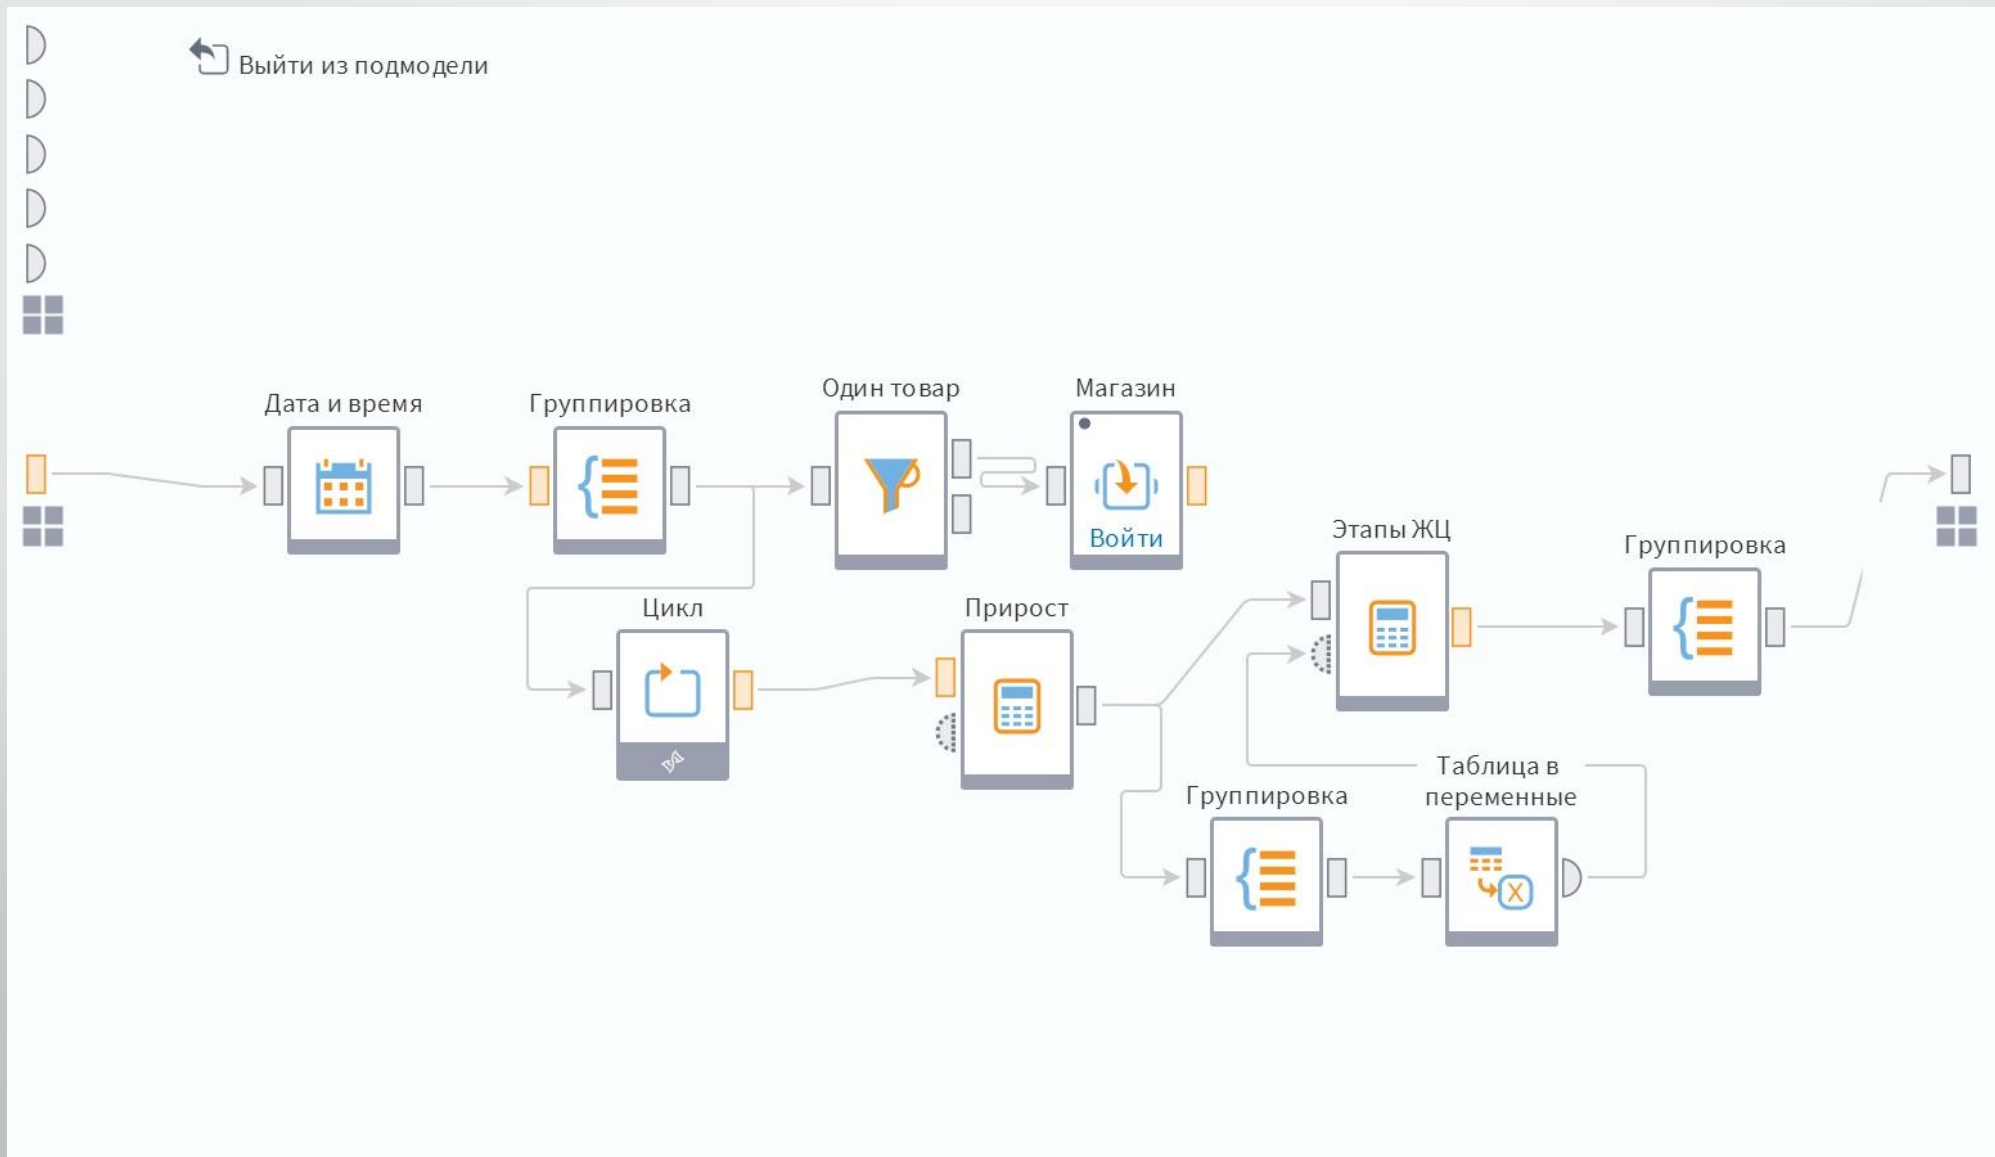 Выйти из подмодели
Дата и время
Группировка
Один товар
Магазин
Войти
Этапы ЖЦ
Группировка
Цикл
Прирост
Группировка
Таблица в
переменные